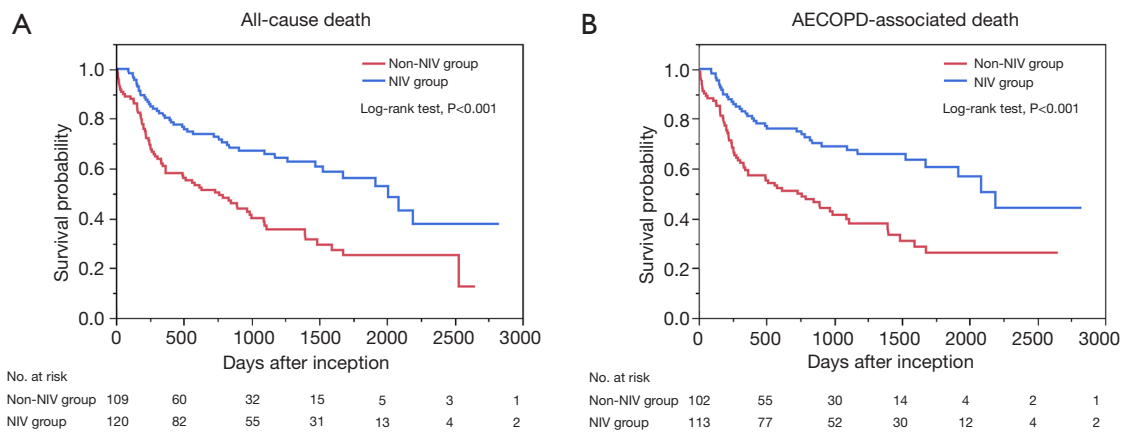 A
All-cause death
Non-NIV group
NIV group
Log-rank test, P<0.001
Survival probability
1.0
0.8
0.6
0.4
0.2
0.0
0 500 1000 1500 2000 2500 3000
Days after inception
No. at risk
Non-NIV group 109 60 32 15 5 3 1
NIV group 120 82 55 31 13 4 2
B
AECOPD-associated death
Non-NIV group
NIV group
Log-rank test, P<0.001
Survival probability
1.0
0.8
0.6
0.4
0.2
0.0
0 500 1000 1500 2000 2500 3000
Days after inception
No. at risk
Non-NIV group 102 55 30 14 4 2 1
NIV group 113 77 52 30 12 4 2